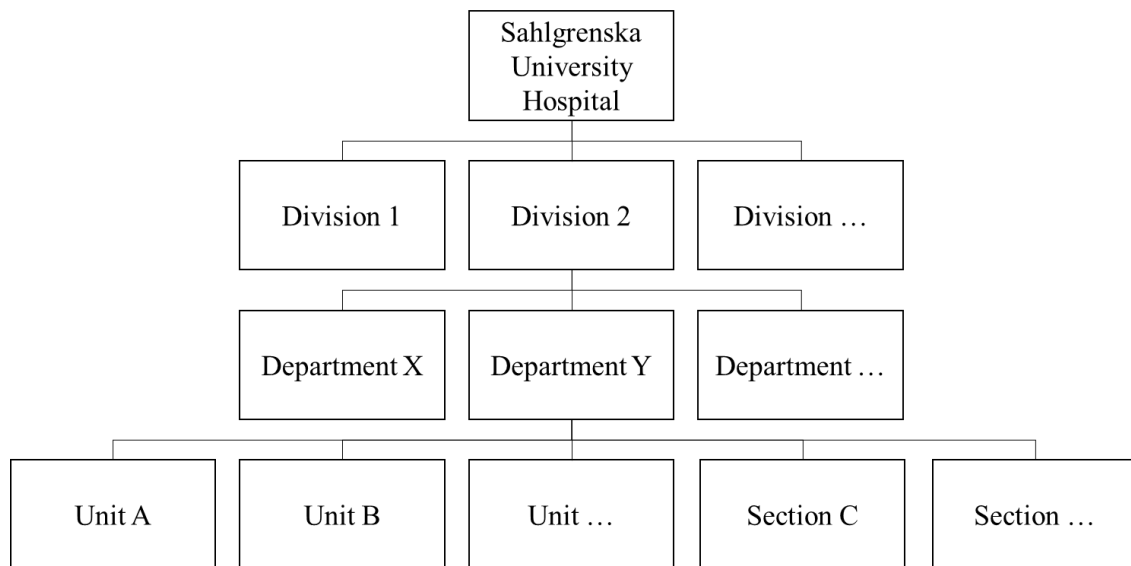 Sahlgrenska
University
Hospital
Division 1
Division 2
Division …
Department X
Department Y
Department …
Unit A
Unit B
Unit …
Section C
Section …